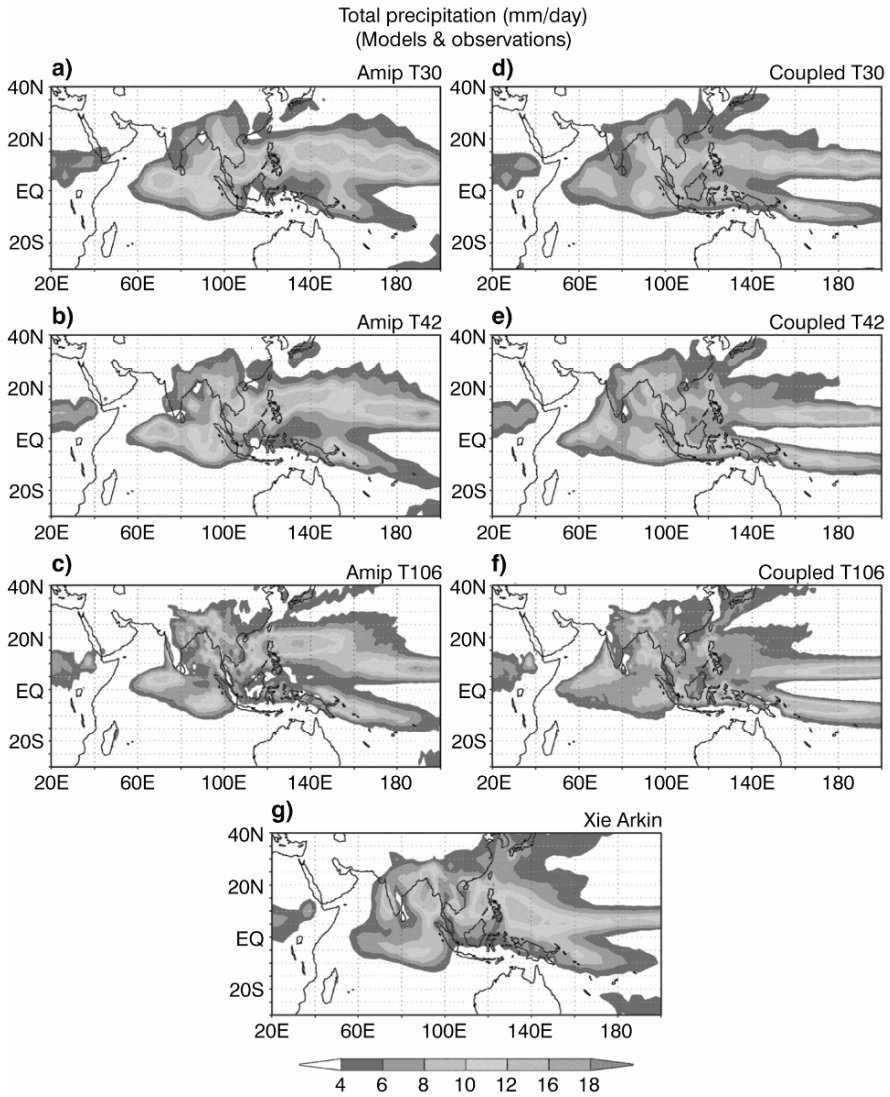 Total precipitation (mm/day)
(Models & observations)
a) Amip T30
40N
20N
EQ
20S
20E 60E 100E 140E 180
d) Coupled T30
40N
20N
EQ
20S
20E 60E 100E 140E 180
b) Amip T42
40N
20N
EQ
20S
20E 60E 100E 140E 180
e) Coupled T42
40N
20N
EQ
20S
20E 60E 100E 140E 180
c) Amip T106
40N
20N
EQ
20S
20E 60E 100E 140E 180
f) Coupled T106
40N
20N
EQ
20S
20E 60E 100E 140E 180
g) Xie Arkin
40N
20N
EQ
20S
20E 60E 100E 140E 180
4 6 8 10 12 16 18